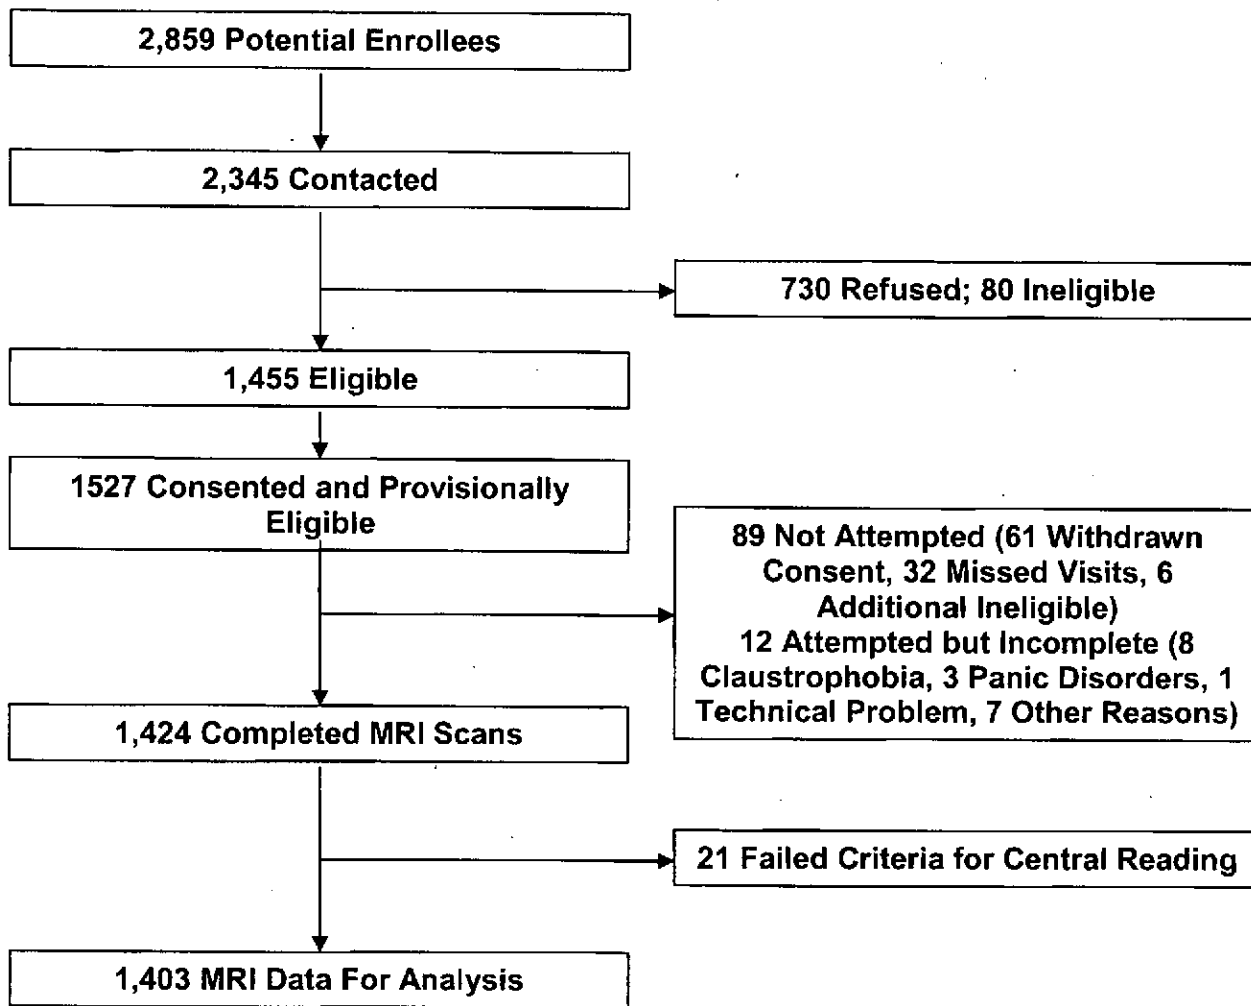 2,859 Potential Enrollees
2,345 Contacted
730 Refused; 80 Ineligible
1,455 Eligible
1527 Consented and Provisionally
Eligible
89 Not Attempted (61 Withdrawn
Consent, 32 Missed Visits, 6
Additional Ineligible)
12 Attempted but Incomplete (8
Claustrophobia, 3 Panic Disorders, 1
Technical Problem, 7 Other Reasons)
1,424 Completed MRI Scans
21 Failed Criteria for Central Reading
1,403 MRI Data For Analysis